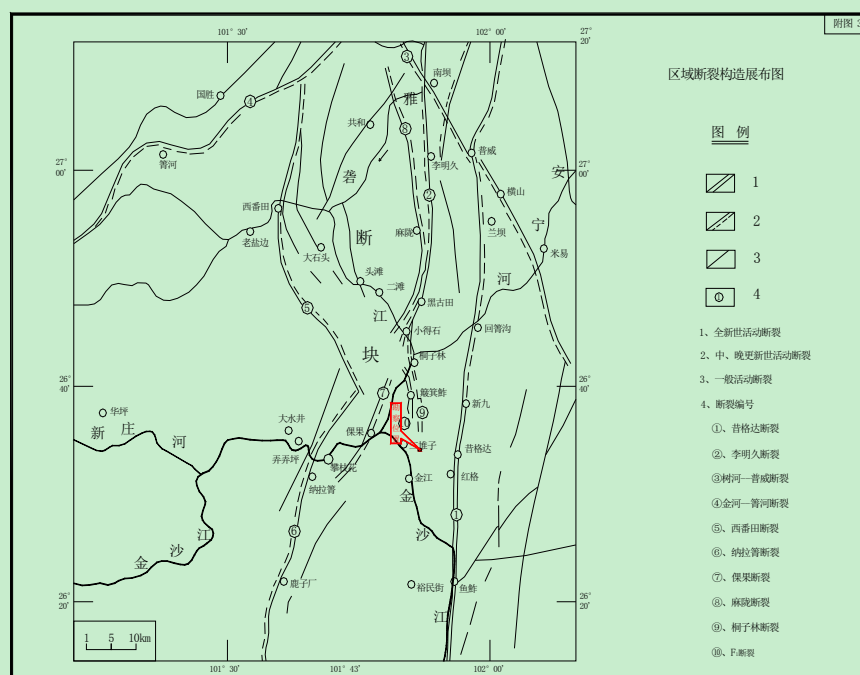 附图 3
101° 30′
102° 00′
27°
20′
区域断裂构造展布图
图 例
1
2
3
4
1、全新世活动断裂
2、中、晚更新世活动断裂
3、一般活动断裂
4、断裂编号
①、昔格达断裂
②、李明久断裂
③树河—普威断裂
④金河—箐河断裂
⑤、西番田断裂
⑥、纳拉箐断裂
⑦、倮果断裂
⑧、麻陇断裂
⑨、桐子林断裂
⑩、F₁断裂
③
南坝
国胜
④
雅
共和
⑧
普威
箐河
李明久
27°
00′
安
砻
②
横山
西番田
宁
兰坝
老盐边
断
麻陇
米易
大石头
头滩
二滩
河
⑤
黑古田
江
小得石
回箐沟
块
桐子林
26°
40′
⑦
簸箕鲊
新九
华坪
⑨
大水井
新 庄 河
倮果
弄弄坪
昔格达
攀枝花
纳拉箐
金江
红格
金
①
⑥
沙
江
沙
金
鹿子厂
裕民街
鱼鲊
26°
20′
江
1 5 10km
101° 30′
101° 43′
102° 00′